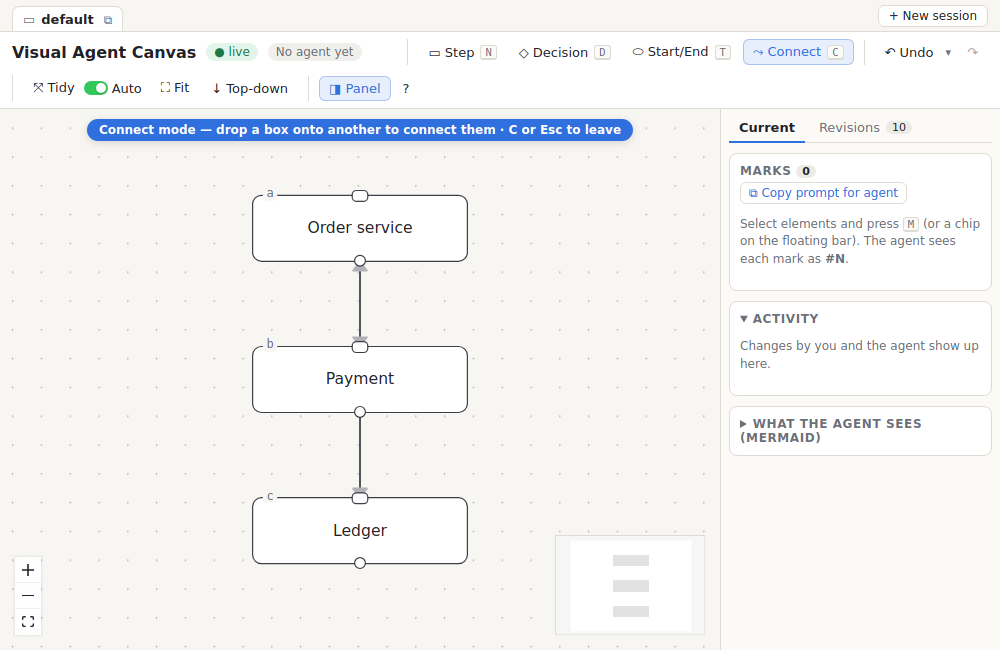 default
+ New session
Visual Agent Canvas
live
No agent yet
Step N
Decision D
Start/End T
Connect C
Undo
Tidy
Auto
Fit
Top-down
Panel
?
Connect mode — drop a box onto another to connect them · C or Esc to leave
Current
Revisions 10
MARKS 0
Copy prompt for agent
Select elements and press M (or a chip
on the floating bar). The agent sees
each mark as #N.
ACTIVITY
Changes by you and the agent show up
here.
WHAT THE AGENT SEES
(MERMAID)
a
Order service
b
Payment
c
Ledger